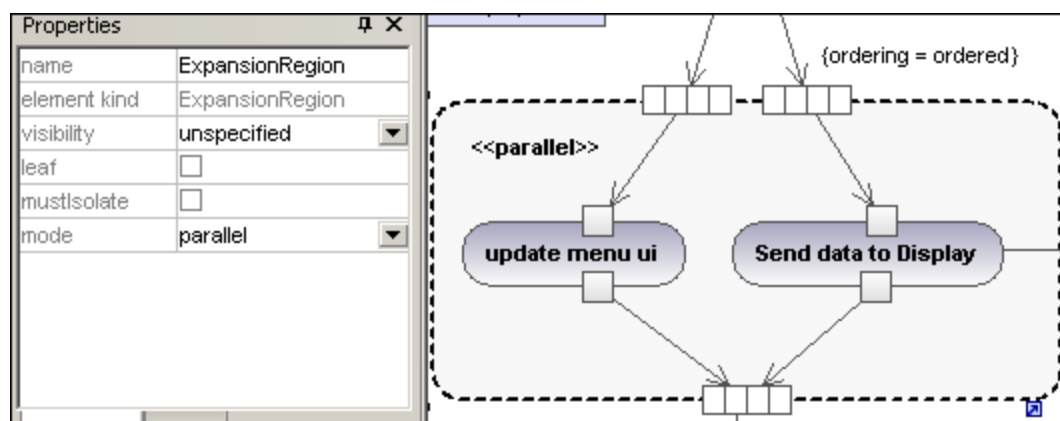 Properties
name ExpansionRegion
element kind ExpansionRegion
visibility unspecified
leaf
mustIsolate
mode parallel
{ordering = ordered}
<<parallel>>
update menu ui
Send data to Display